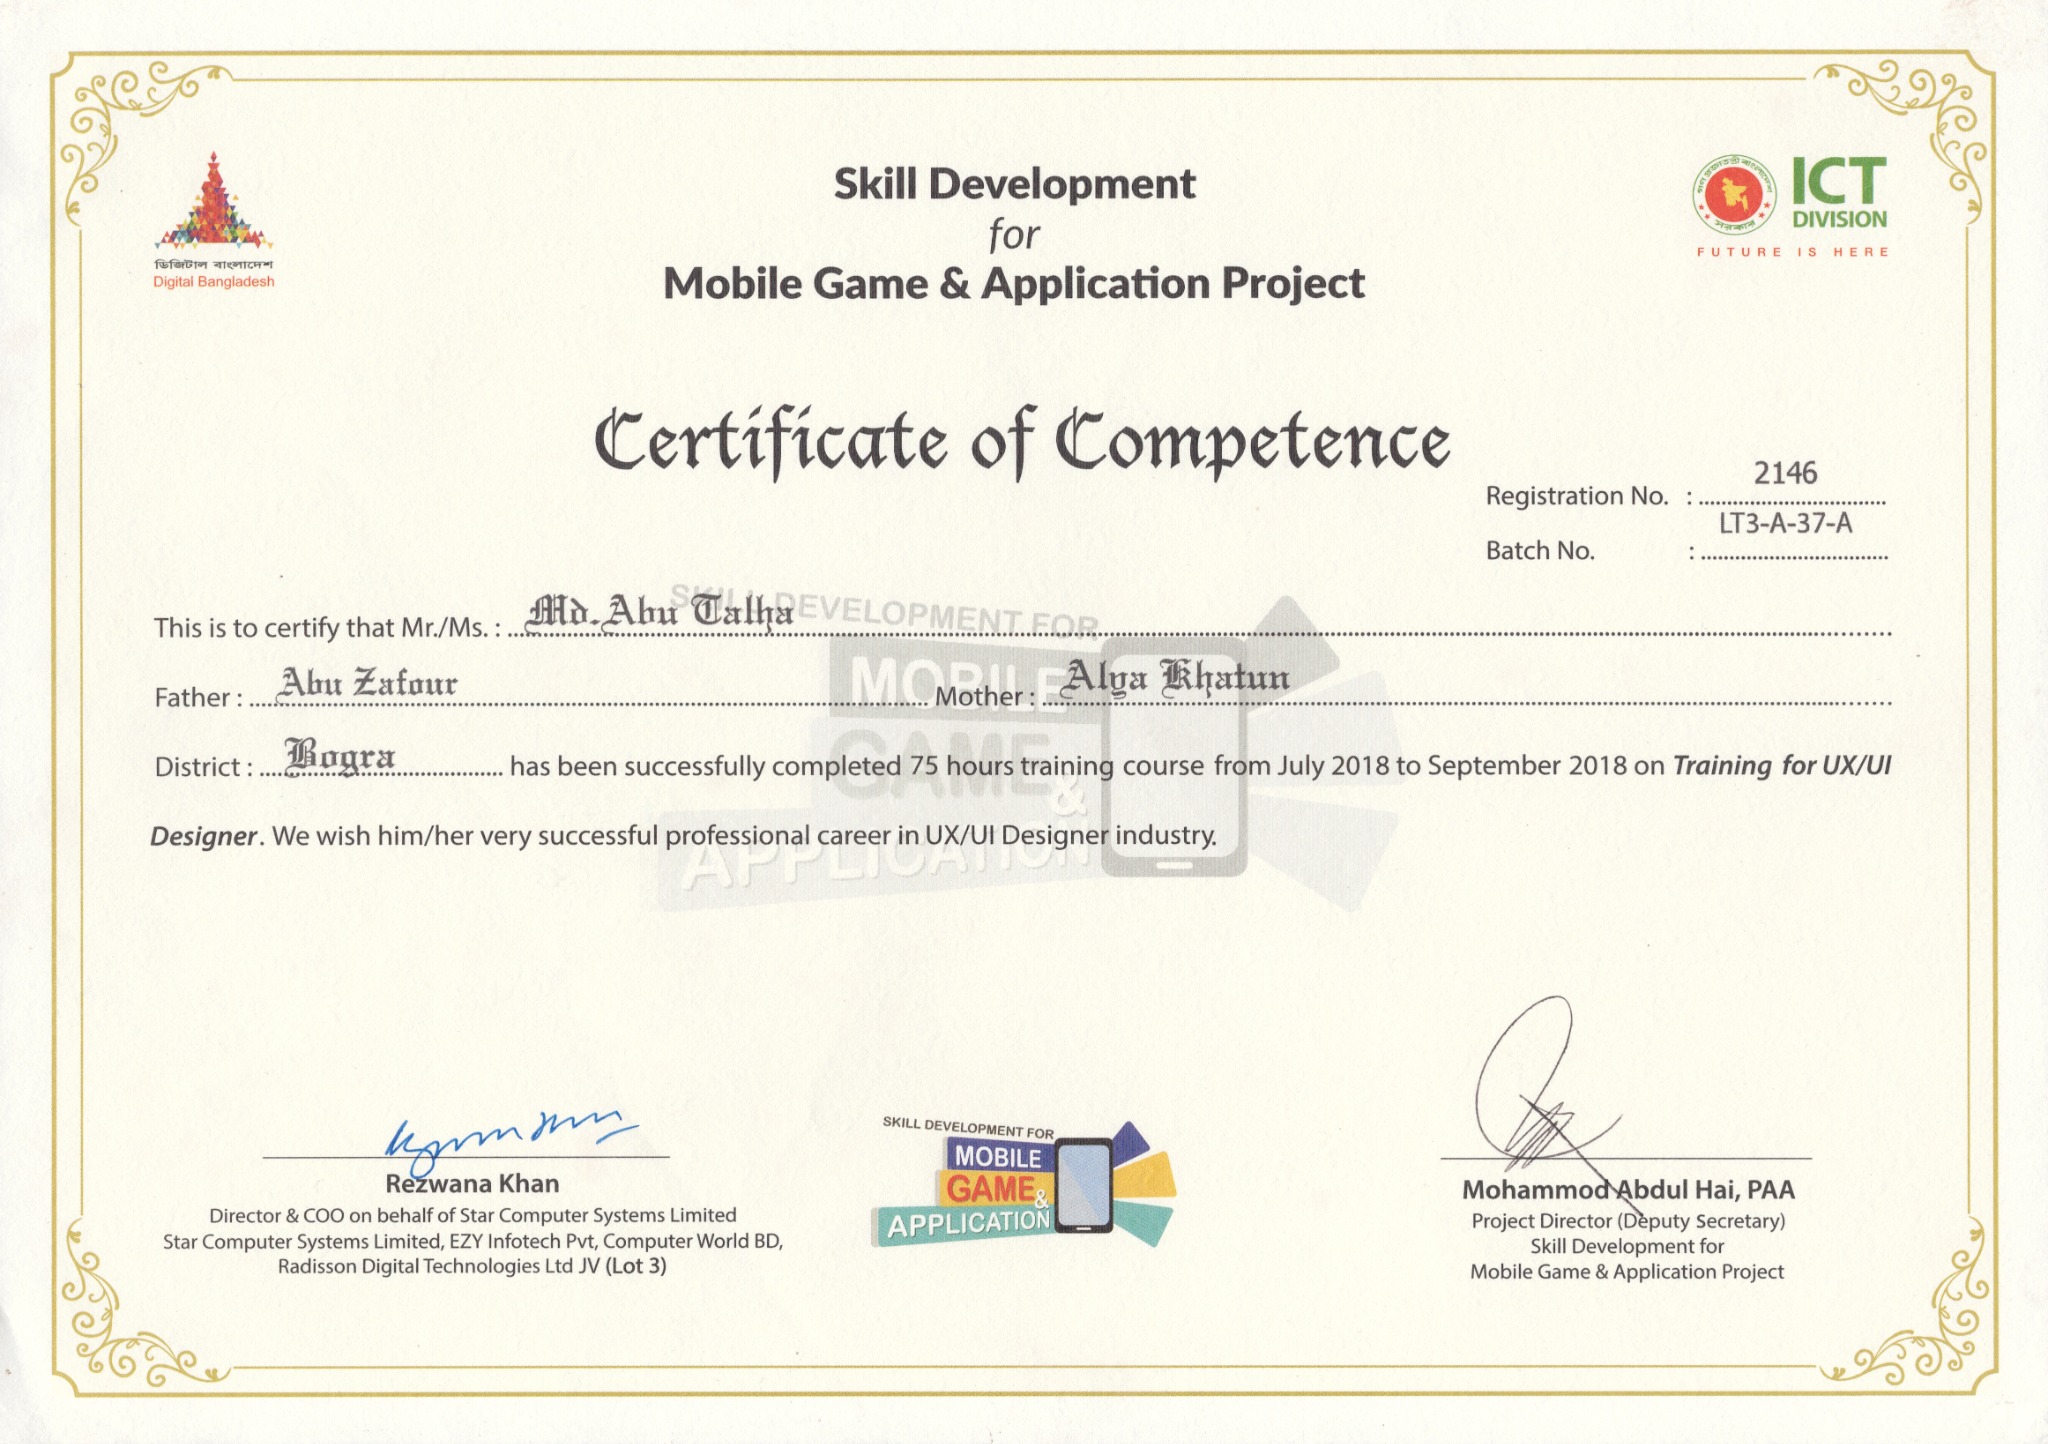 ডিজিটাল বাংলাদেশ
Digital Bangladesh
Skill Development
for
Mobile Game & Application Project
গণপ্রজাতন্ত্রী বাংলাদেশ
সরকার
ICT
DIVISION
FUTURE IS HERE
Certificate of Competence
Registration No. : 2146
Batch No. : LT3-A-37-A
This is to certify that Mr./Ms. : Md. Abu Talha
Father : Abu Zafour Mother : Alya Khatun
District : Bogra has been successfully completed 75 hours training course from July 2018 to September 2018 on Training for UX/UI
Designer. We wish him/her very successful professional career in UX/UI Designer industry.
SKILL DEVELOPMENT FOR
MOBILE
GAME &
APPLICATION
Rezwana Khan
Director & COO on behalf of Star Computer Systems Limited
Star Computer Systems Limited, EZY Infotech Pvt, Computer World BD,
Radisson Digital Technologies Ltd JV (Lot 3)
SKILL DEVELOPMENT FOR
MOBILE
GAME &
APPLICATION
Mohammod Abdul Hai, PAA
Project Director (Deputy Secretary)
Skill Development for
Mobile Game & Application Project